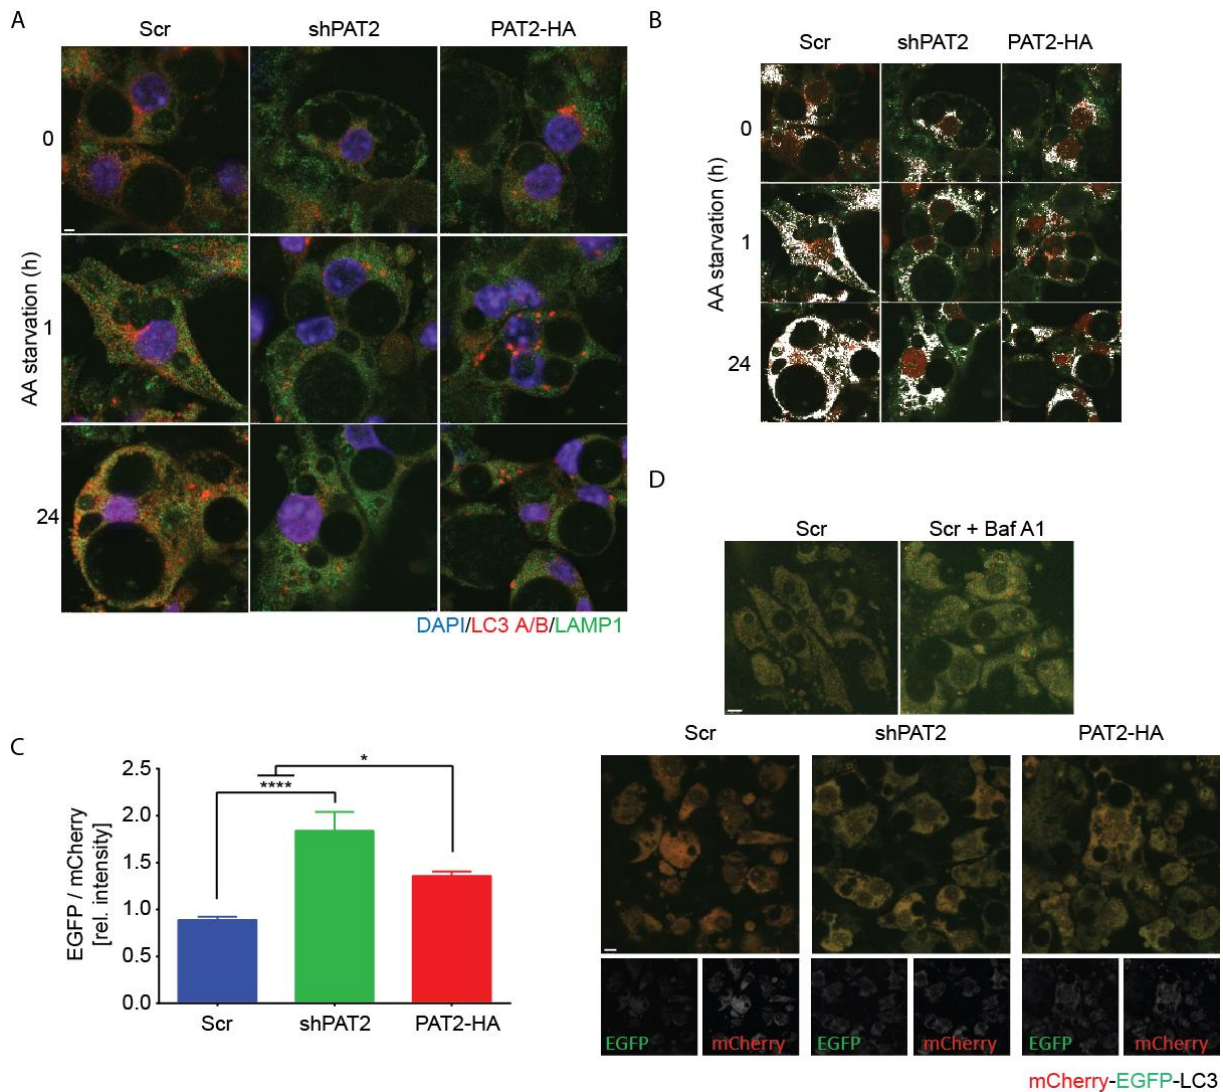 A
Scr shPAT2 PAT2-HA
0
1
24
AA starvation (h)
DAPI/LC3 A/B/LAMP1
B
Scr shPAT2 PAT2-HA
0
1
24
AA starvation (h)
C
2.5
2.0
1.5
1.0
0.5
0.0
EGFP / mCherry
[rel. intensity]
****
*
Scr shPAT2 PAT2-HA
D
Scr Scr + Baf A1
Scr shPAT2 PAT2-HA
EGFP mCherry EGFP mCherry EGFP mCherry
mCherry-EGFP-LC3